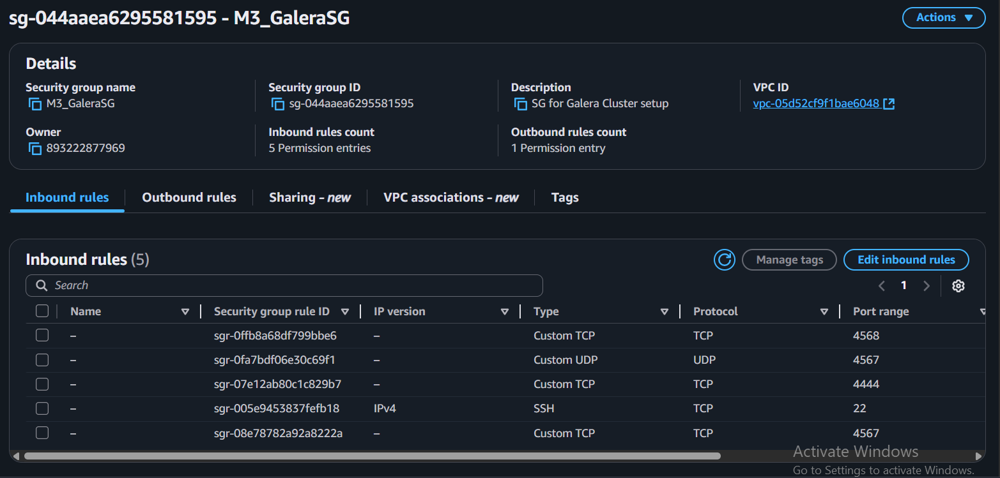 sg-044aaea6295581595 - M3_GaleraSG
Actions
Details
Security group name
M3_GaleraSG
Security group ID
sg-044aaea6295581595
Description
SG for Galera Cluster setup
VPC ID
vpc-05d52cf9f1bae6048
Owner
893222877969
Inbound rules count
5 Permission entries
Outbound rules count
1 Permission entry
Inbound rules
Outbound rules
Sharing - new
VPC associations - new
Tags
Inbound rules (5)
Manage tags
Edit inbound rules
Search
1
Name Security group rule ID IP version Type Protocol Port range
– sgr-0ffb8a68df799bbe6 – Custom TCP TCP 4568
– sgr-0fa7bdf06e30c69f1 – Custom UDP UDP 4567
– sgr-07e12ab80c1c829b7 – Custom TCP TCP 4444
– sgr-005e9453837fefb18 IPv4 SSH TCP 22
– sgr-08e78782a92a8222a – Custom TCP TCP 4567
Activate Windows
Go to Settings to activate Windows.